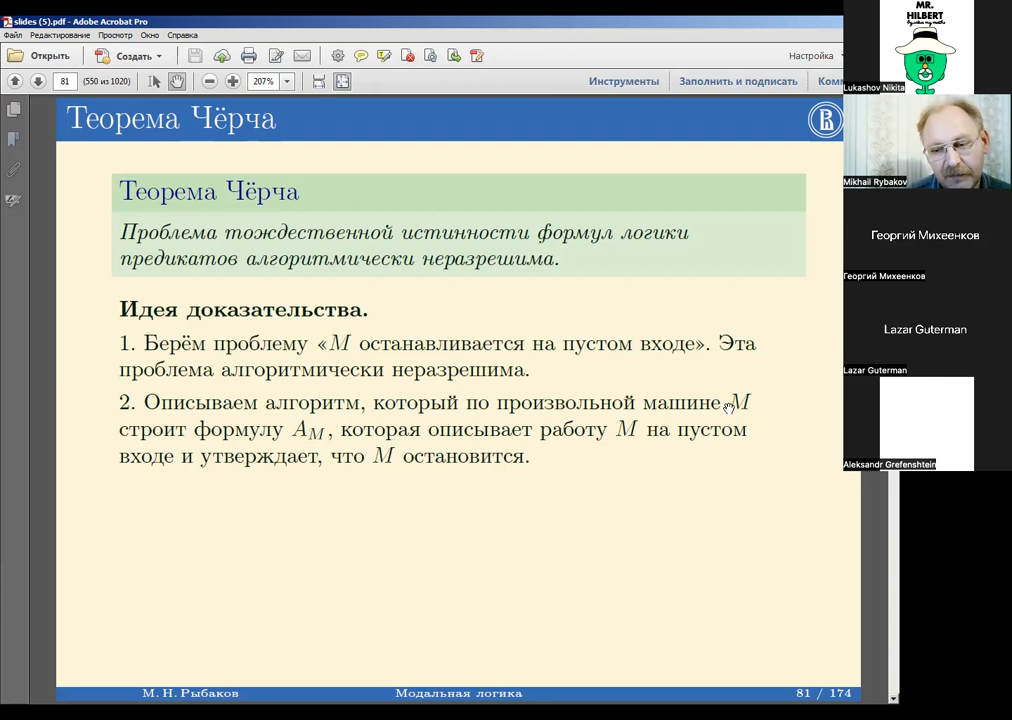 slides (5).pdf - Adobe Acrobat Pro
Файл Редактирование Просмотр Окно Справка
Открыть Создать Настройка
81 (550 из 1020) 207% Инструменты Заполнить и подписать Комм
Теорема Чёрча
Теорема Чёрча
Проблема тождественной истинности формул логики
предикатов алгоритмически неразрешима.
Идея доказательства.
1. Берём проблему «M останавливается на пустом входе». Эта
проблема алгоритмически неразрешима.
2. Описываем алгоритм, который по произвольной машине M
строит формулу A_M, которая описывает работу M на пустом
входе и утверждает, что M остановится.
М. Н. Рыбаков Модальная логика 81 / 174
MR.
HILBERT
Lukashov Nikita
Mikhail Rybakov
Георгий Михеенков
Георгий Михеенков
Lazar Guterman
Lazar Guterman
Aleksandr Grefenshtein